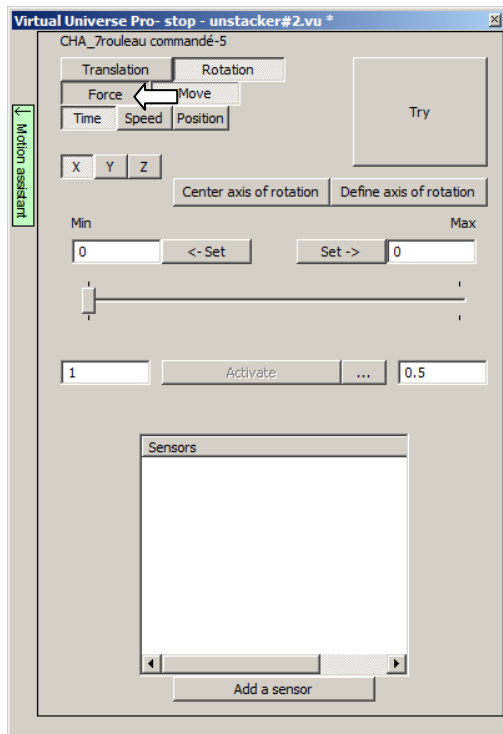 Virtual Universe Pro- stop - unstacker#2.vu *
CHA_7rouleau commandé-5
Translation Rotation
Force Move
Try
Time Speed Position
Motion assistant
X Y Z
Center axis of rotation Define axis of rotation
Min Max
0 <- Set Set -> 0
1 Activate ... 0.5
Sensors
Add a sensor